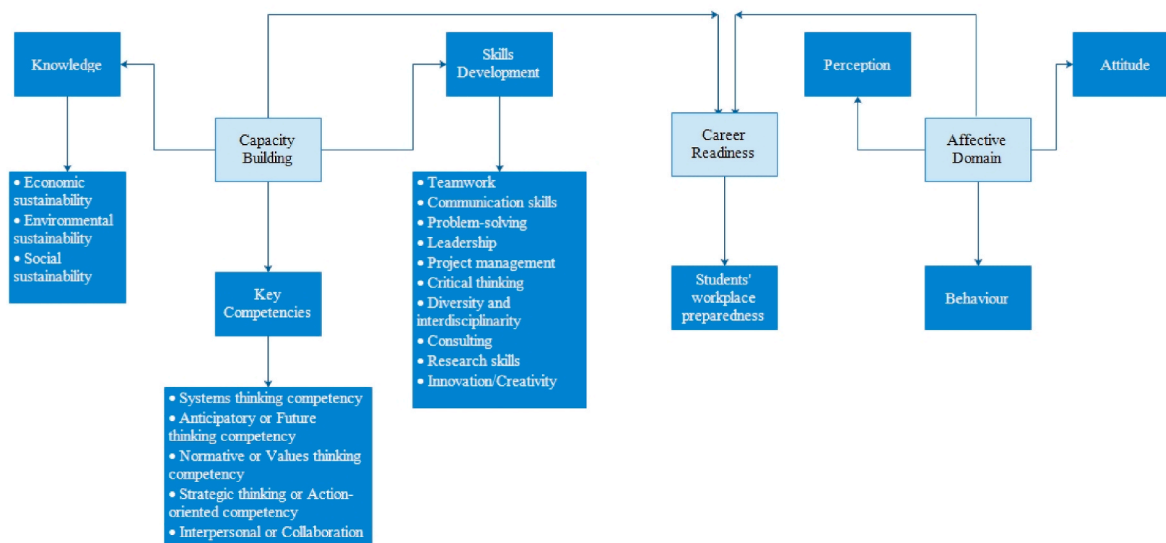 Knowledge
Skills
Development
Perception
Attitude
Capacity
Building
Career
Readiness
Affective
Domain
• Economic
sustainability
• Environmental
sustainability
• Social
sustainability
• Teamwork
• Communication skills
• Problem-solving
• Leadership
• Project management
• Critical thinking
• Diversity and
interdisciplinarity
• Consulting
• Research skills
• Innovation/Creativity
Key
Competencies
Students'
workplace
preparedness
Behaviour
• Systems thinking competency
• Anticipatory or Future
thinking competency
• Normative or Values thinking
competency
• Strategic thinking or Action-
oriented competency
• Interpersonal or Collaboration